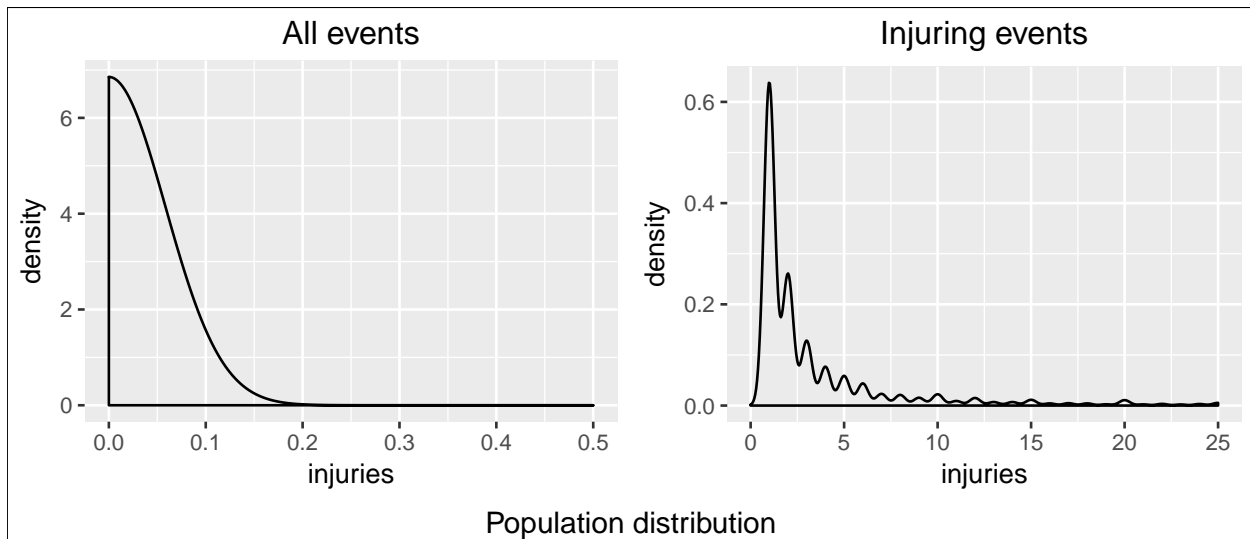 All events
density
6
4
2
0
0.0 0.1 0.2 0.3 0.4 0.5
injuries
Injuring events
density
0.6
0.4
0.2
0.0
0 5 10 15 20 25
injuries
Population distribution